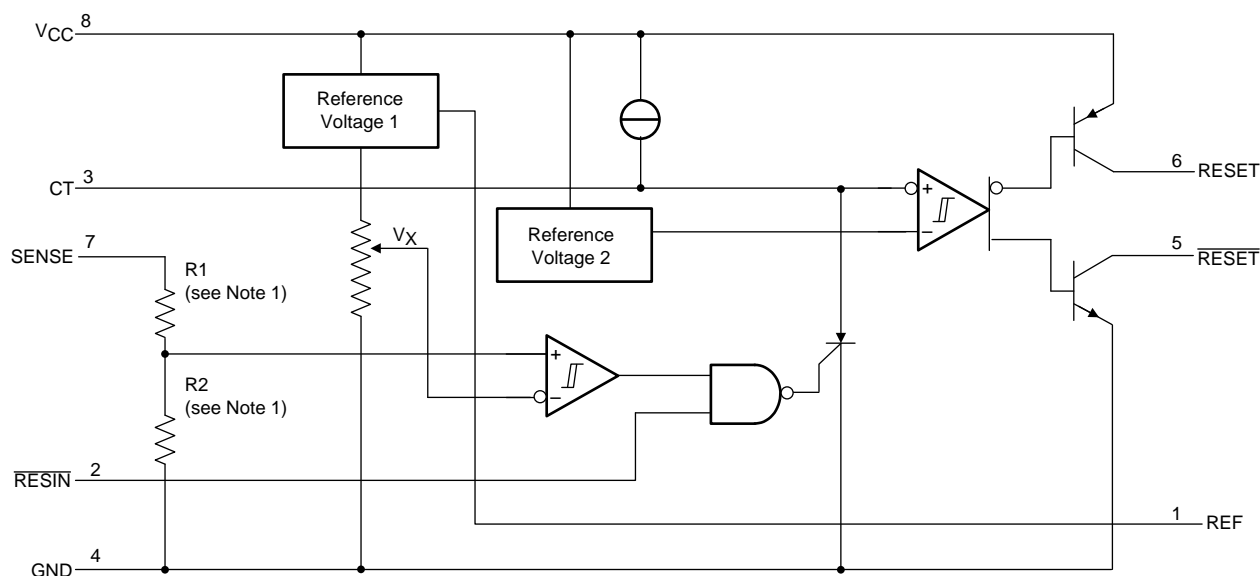 VCC 8
Reference
Voltage 1
CT 3
6 RESET
+
−
Reference
Voltage 2
SENSE 7
VX
5 RESET
R1
(see Note 1)
+
−
R2
(see Note 1)
RESIN 2
1 REF
GND 4